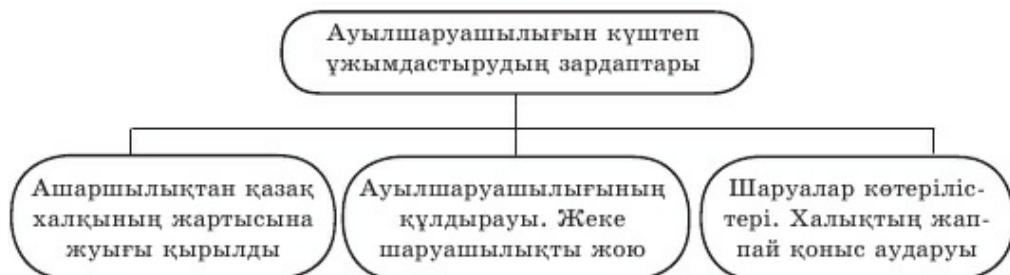 Ауылшаруашылығын күштеп
ұжымдастырудың зардаптары
Ашаршылықтан қазақ
халқының жартысына
жуығы қырылды
Ауылшаруашылығының
құлдырауы. Жеке
шаруашылықты жою
Шаруалар көтеріліс-
тері. Халықтың жап-
пай қоныс аударуы